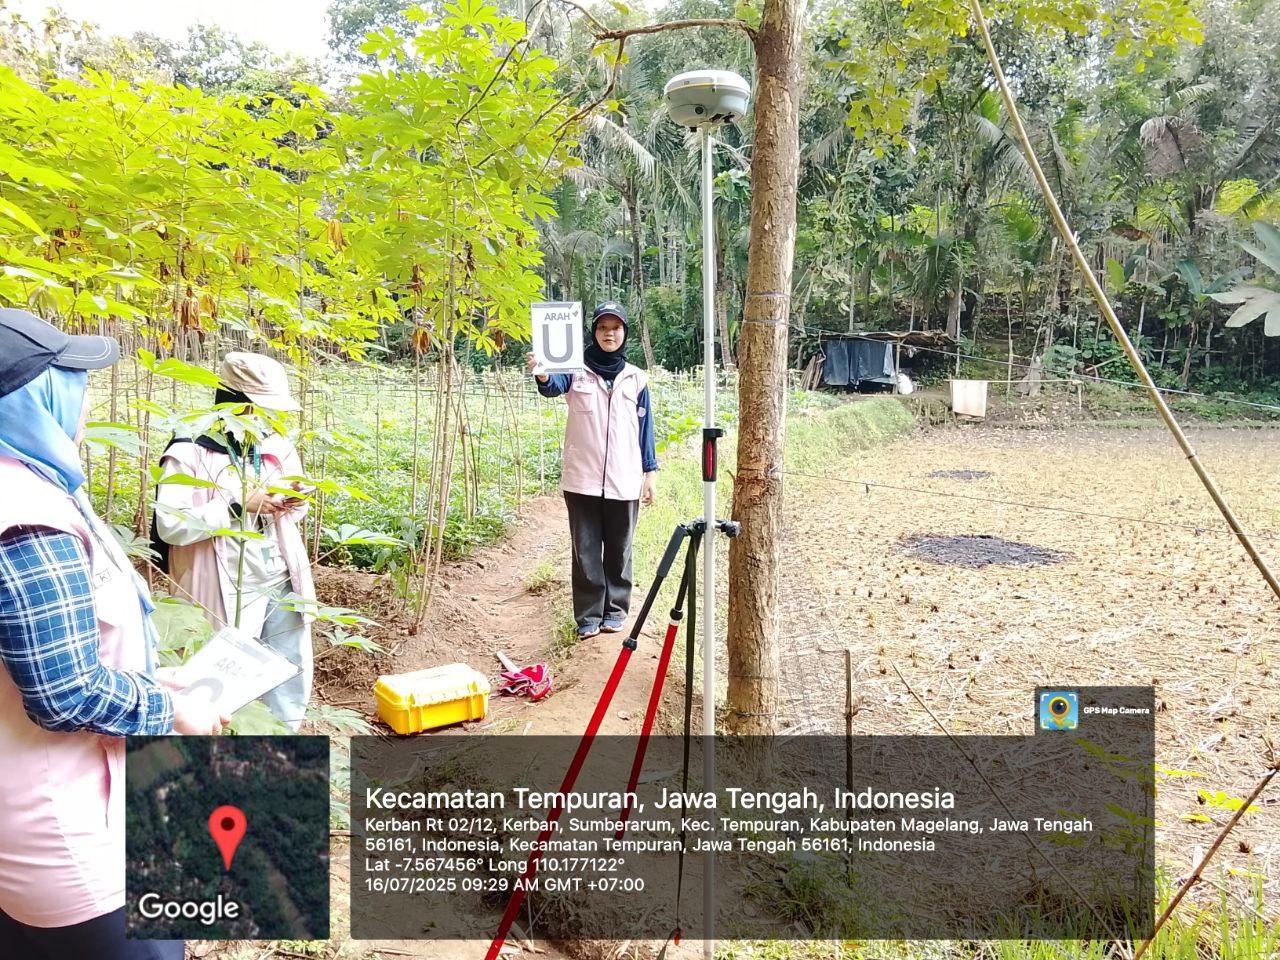 ARAH
U
ARAH
GPS Map Camera
Kecamatan Tempuran, Jawa Tengah, Indonesia
Kerban Rt 02/12, Kerban, Sumberarum, Kec. Tempuran, Kabupaten Magelang, Jawa Tengah
56161, Indonesia, Kecamatan Tempuran, Jawa Tengah 56161, Indonesia
Lat -7.567456° Long 110.177122°
16/07/2025 09:29 AM GMT +07:00
Google